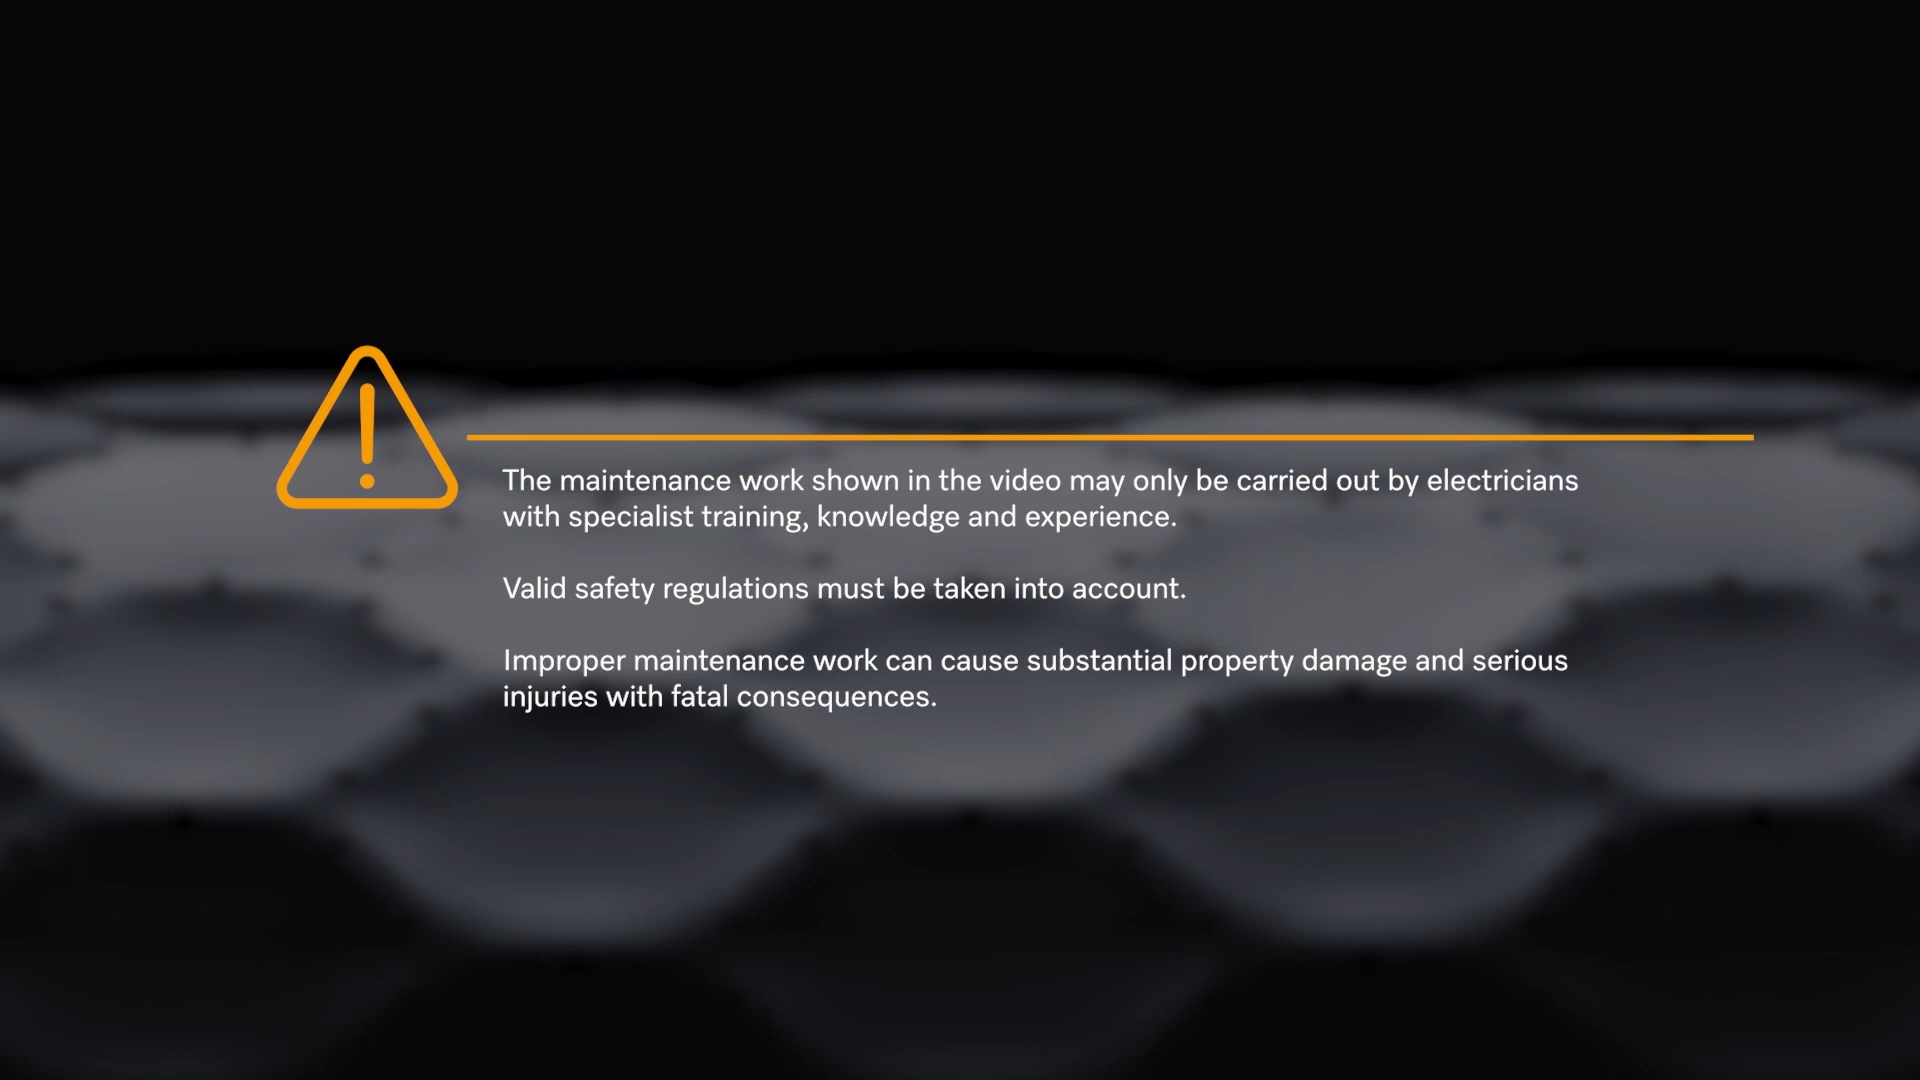 The maintenance work shown in the video may only be carried out by electricians
with specialist training, knowledge and experience.
Valid safety regulations must be taken into account.
Improper maintenance work can cause substantial property damage and serious
injuries with fatal consequences.